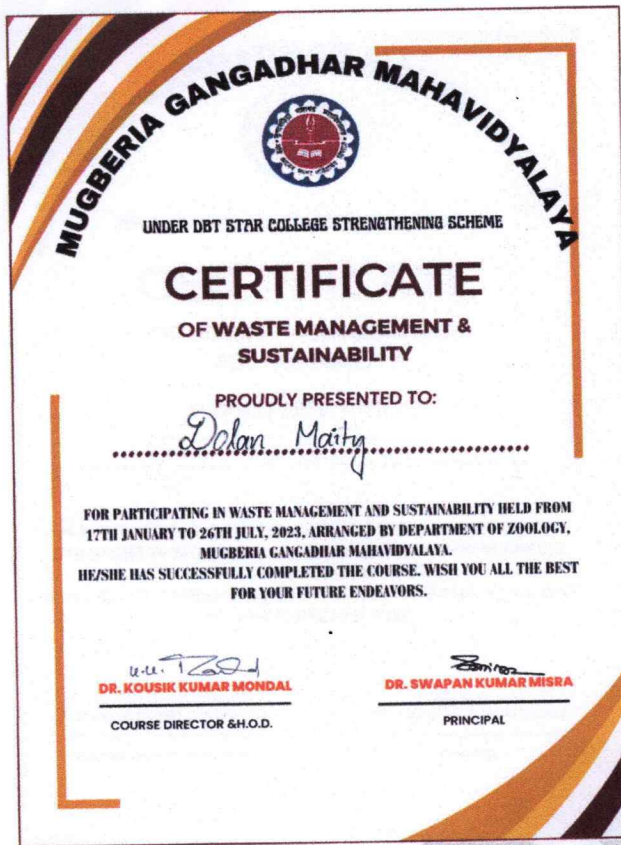 MUGBERIA GANGADHAR MAHAVIDYALAYA
UNDER DBT STAR COLLEGE STRENGTHENING SCHEME
CERTIFICATE
OF WASTE MANAGEMENT &
SUSTAINABILITY
PROUDLY PRESENTED TO:
Dolan Maity
FOR PARTICIPATING IN WASTE MANAGEMENT AND SUSTAINABILITY HELD FROM
17TH JANUARY TO 26TH JULY, 2023, ARRANGED BY DEPARTMENT OF ZOOLOGY,
MUGBERIA GANGADHAR MAHAVIDYALAYA.
HE/SHE HAS SUCCESSFULLY COMPLETED THE COURSE. WISH YOU ALL THE BEST
FOR YOUR FUTURE ENDEAVORS.
DR. KOUSIK KUMAR MONDAL
COURSE DIRECTOR &H.O.D.
DR. SWAPAN KUMAR MISRA
PRINCIPAL